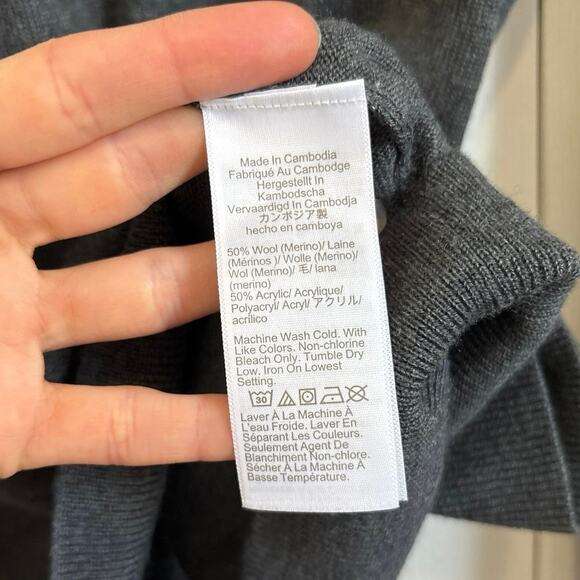 Made In Cambodia
Fabriqué Au Cambodge
Hergestellt In
Kambodscha
Vervaardigd In Cambodja
カンボジア製
hecho en camboya
50% Wool (Merino)/ Laine
(Mérinos )/ Wolle (Merino)/
Wol (Merino)/ 毛/ lana
(merino)
50% Acrylic/ Acrylique/
Polyacryl/ Acryl/ アクリル/
acrílico
Machine Wash Cold. With
Like Colors. Non-chlorine
Bleach Only. Tumble Dry
Low. Iron On Lowest
Setting.
30
Laver À La Machine À
L'eau Froide. Laver En
Séparant Les Couleurs.
Seulement Agent De
Blanchiment Non-chlore.
Sécher À La Machine À
Basse Température.